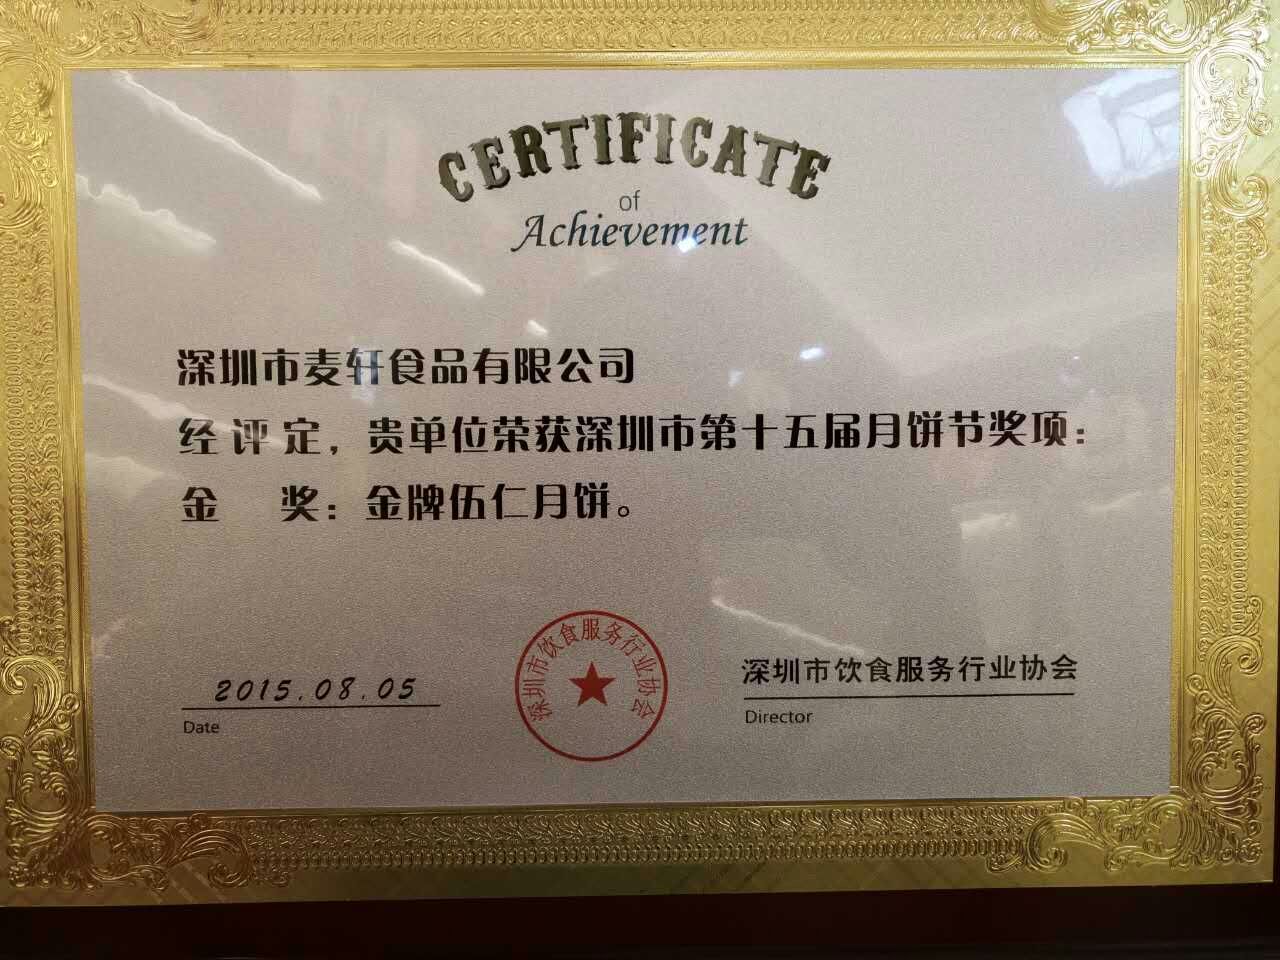 CERTIFICATE
of
Achievement
深圳市麦轩食品有限公司
经评定，贵单位荣获深圳市第十五届月饼节奖项：
金 奖：金牌伍仁月饼。
2015.08.05
Date
深圳市饮食服务行业协会
深圳市饮食服务行业协会
Director